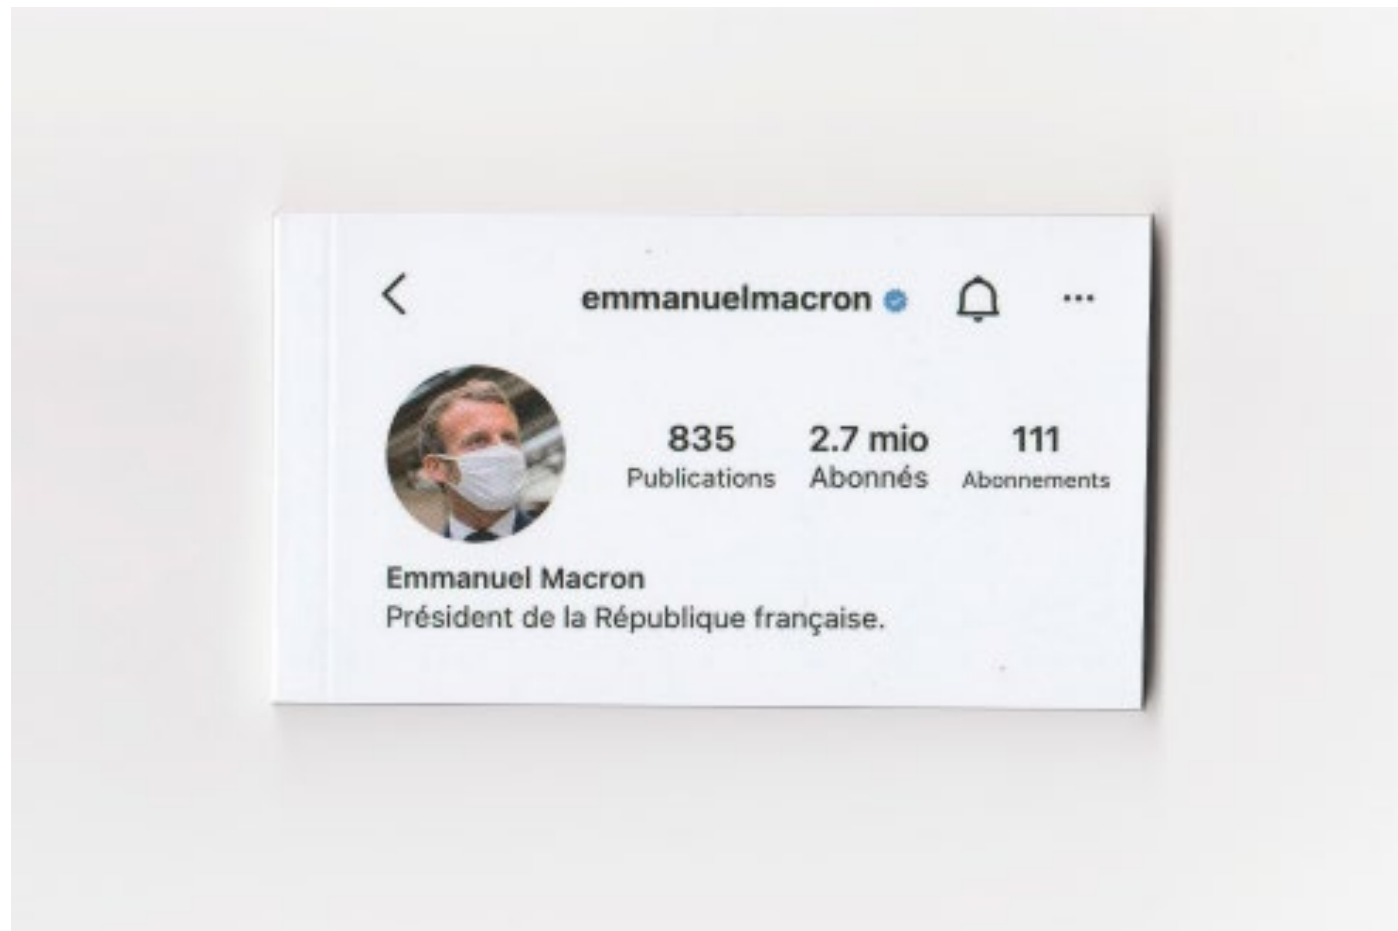 emmanuelmacron
835 2.7 mio 111
Publications Abonnés Abonnements
Emmanuel Macron
Président de la République française.